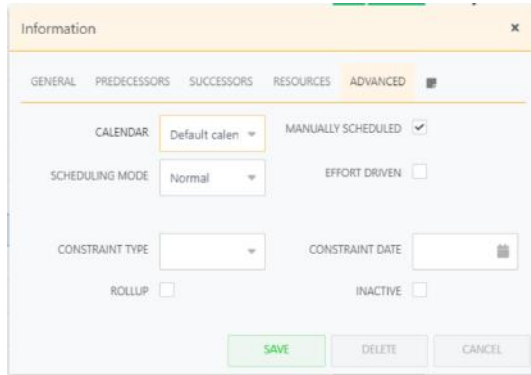 Information
GENERAL PREDECESSORS SUCCESSORS RESOURCES ADVANCED
CALENDAR Default calen MANUALLY SCHEDULED
SCHEDULING MODE Normal EFFORT DRIVEN
CONSTRAINT TYPE CONSTRAINT DATE
ROLLUP INACTIVE
SAVE DELETE CANCEL